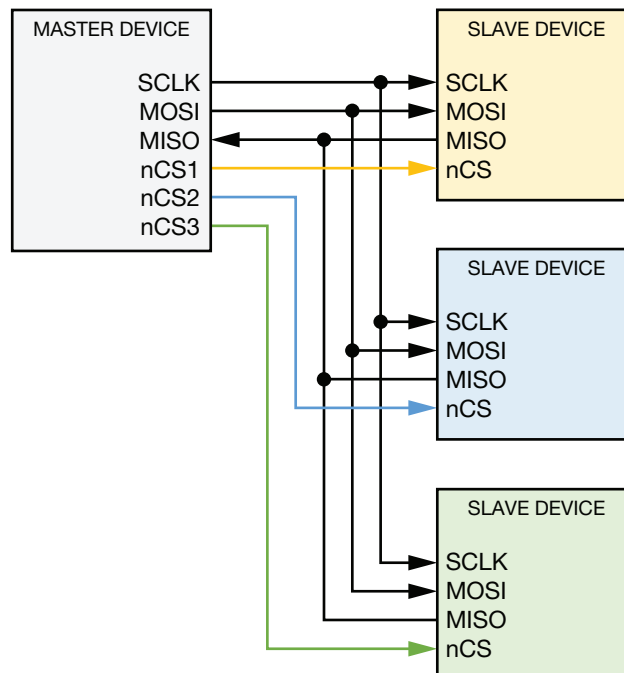 MASTER DEVICE
SCLK
MOSI
MISO
nCS1
nCS2
nCS3
SLAVE DEVICE
SCLK
MOSI
MISO
nCS
SLAVE DEVICE
SCLK
MOSI
MISO
nCS
SLAVE DEVICE
SCLK
MOSI
MISO
nCS